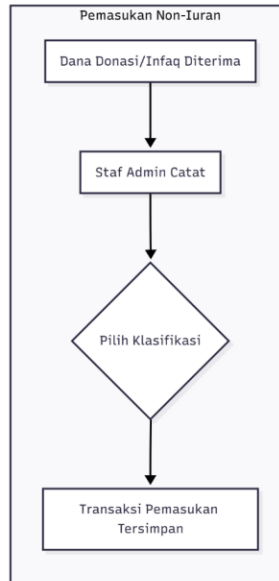 Pemasukan Non-Iuran
Dana Donasi/Infaq Diterima
Staf Admin Catat
Pilih Klasifikasi
Transaksi Pemasukan
Tersimpan